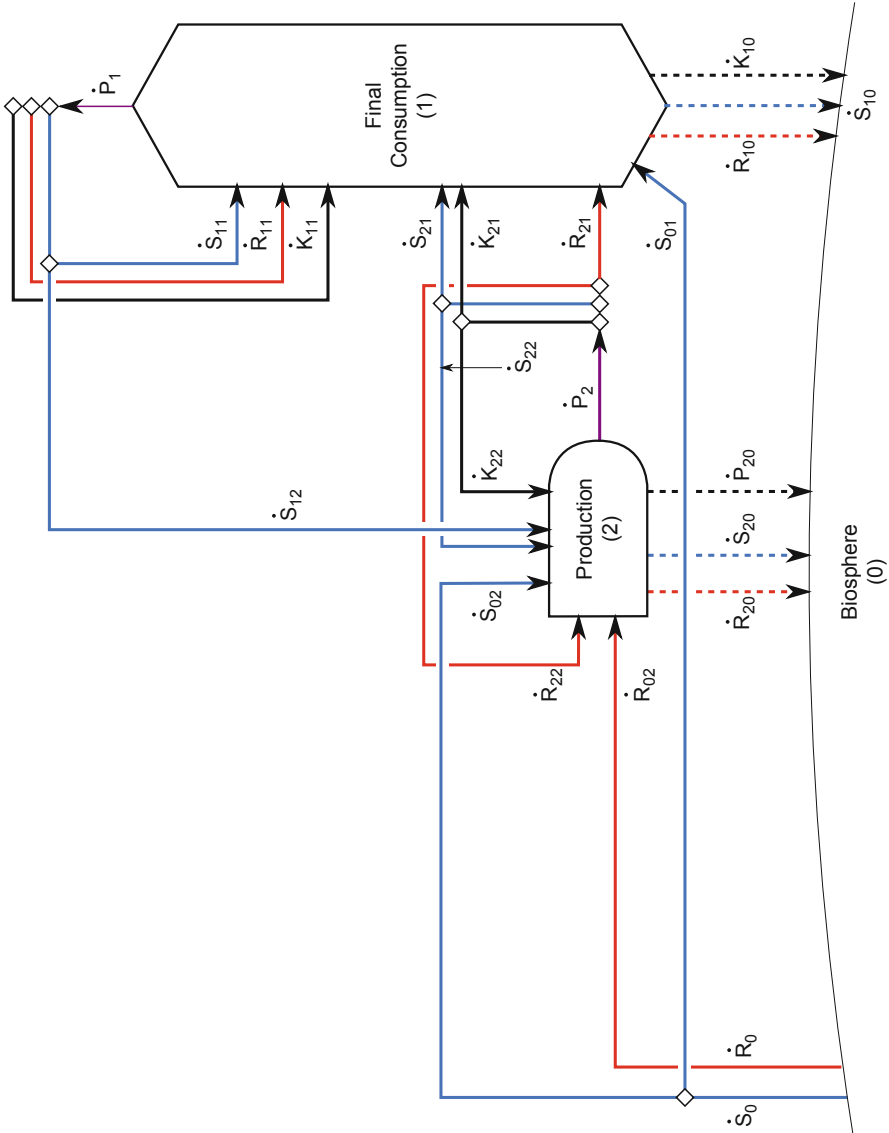 Ṗ₁
Final
Consumption
(1)
K̇₁₀
Ṡ₁₀
Ṙ₁₀
Ṡ₁₁
Ṙ₁₁
K̇₁₁
Ṡ₂₁
K̇₂₁
Ṙ₂₁
Ṡ₀₁
Ṡ₂₂
Ṗ₂
K̇₂₂
Ṡ₁₂
Production
(2)
Ṗ₂₀
Ṡ₂₀
Ṙ₂₀
Biosphere
(0)
Ṡ₀₂
Ṙ₂₂
Ṙ₀₂
Ṙ₀
Ṡ₀